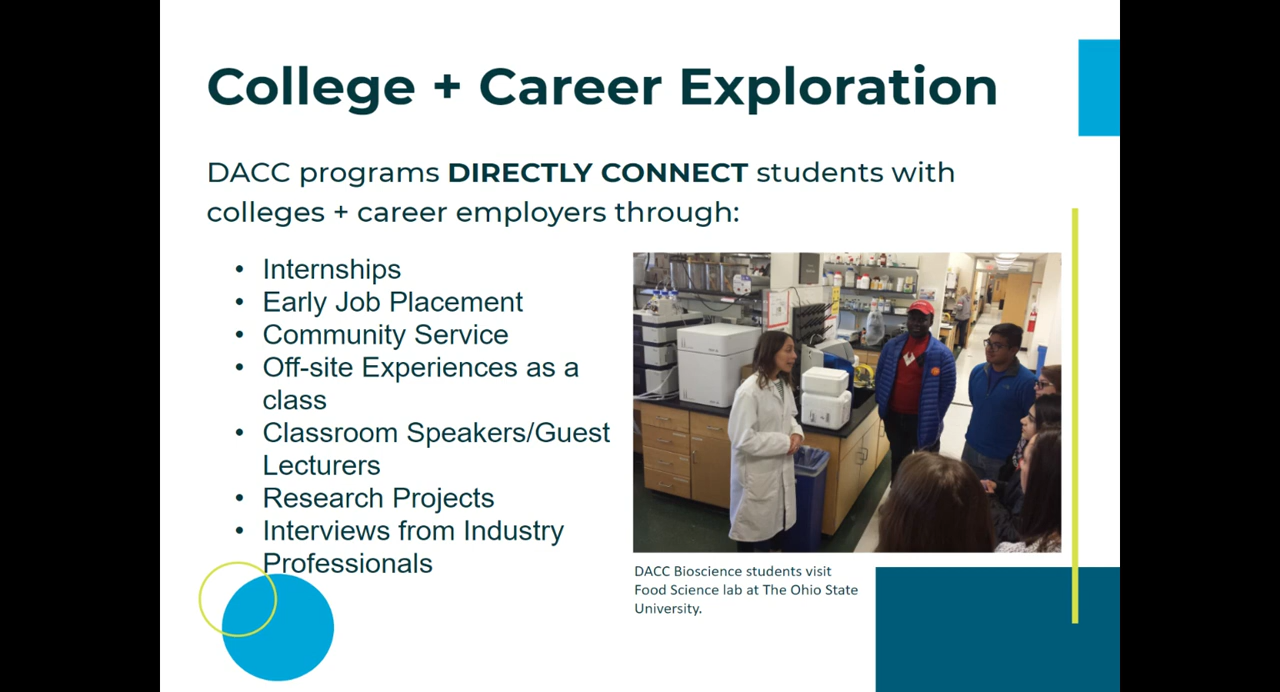 College + Career Exploration
DACC programs DIRECTLY CONNECT students with
colleges + career employers through:
• Internships
• Early Job Placement
• Community Service
• Off-site Experiences as a
class
• Classroom Speakers/Guest
Lecturers
• Research Projects
• Interviews from Industry
Professionals
DACC Bioscience students visit
Food Science lab at The Ohio State
University.